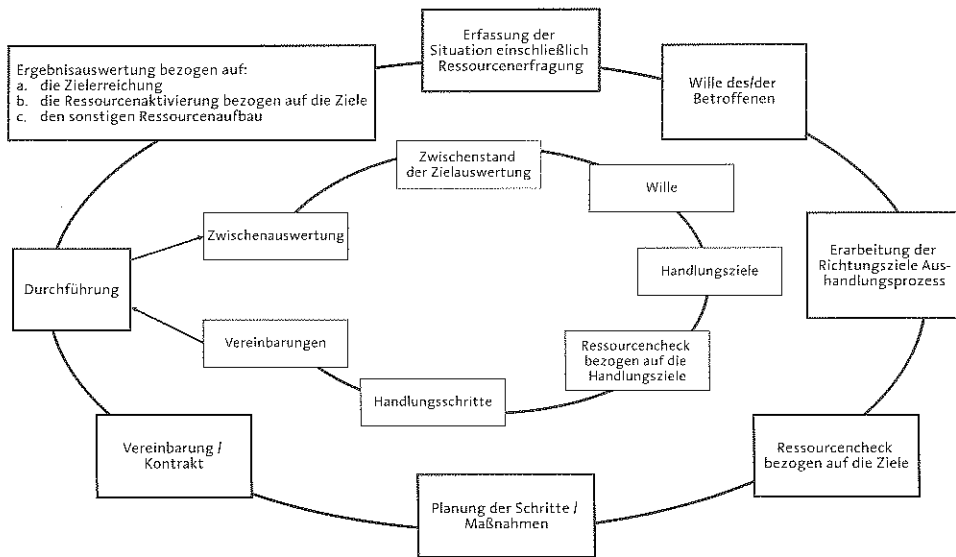 Erfassung der
Situation einschließlich
Ressourcenerfragung
Ergebnisauswertung bezogen auf:
a. die Zielerreichung
b. die Ressourcenaktivierung bezogen auf die Ziele
c. den sonstigen Ressourcenaufbau
Wille des/der
Betroffenen
Zwischenstand
der Zielauswertung
Wille
Zwischenauswertung
Handlungsziele
Erarbeitung der
Richtungsziele Aus-
handlungsprozess
Durchführung
Vereinbarungen
Ressourcencheck
bezogen auf die
Handlungsziele
Handlungsschritte
Vereinbarung /
Kontrakt
Ressourcencheck
bezogen auf die Ziele
Planung der Schritte /
Maßnahmen